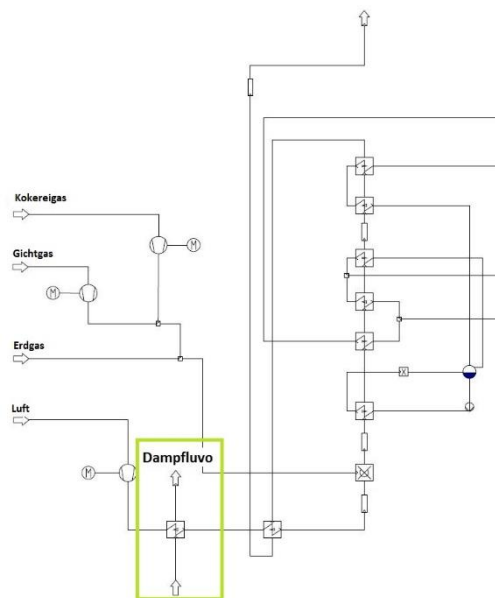 Kokereigas
M
Gichtgas
M
Erdgas
Luft
Dampfluvo
M